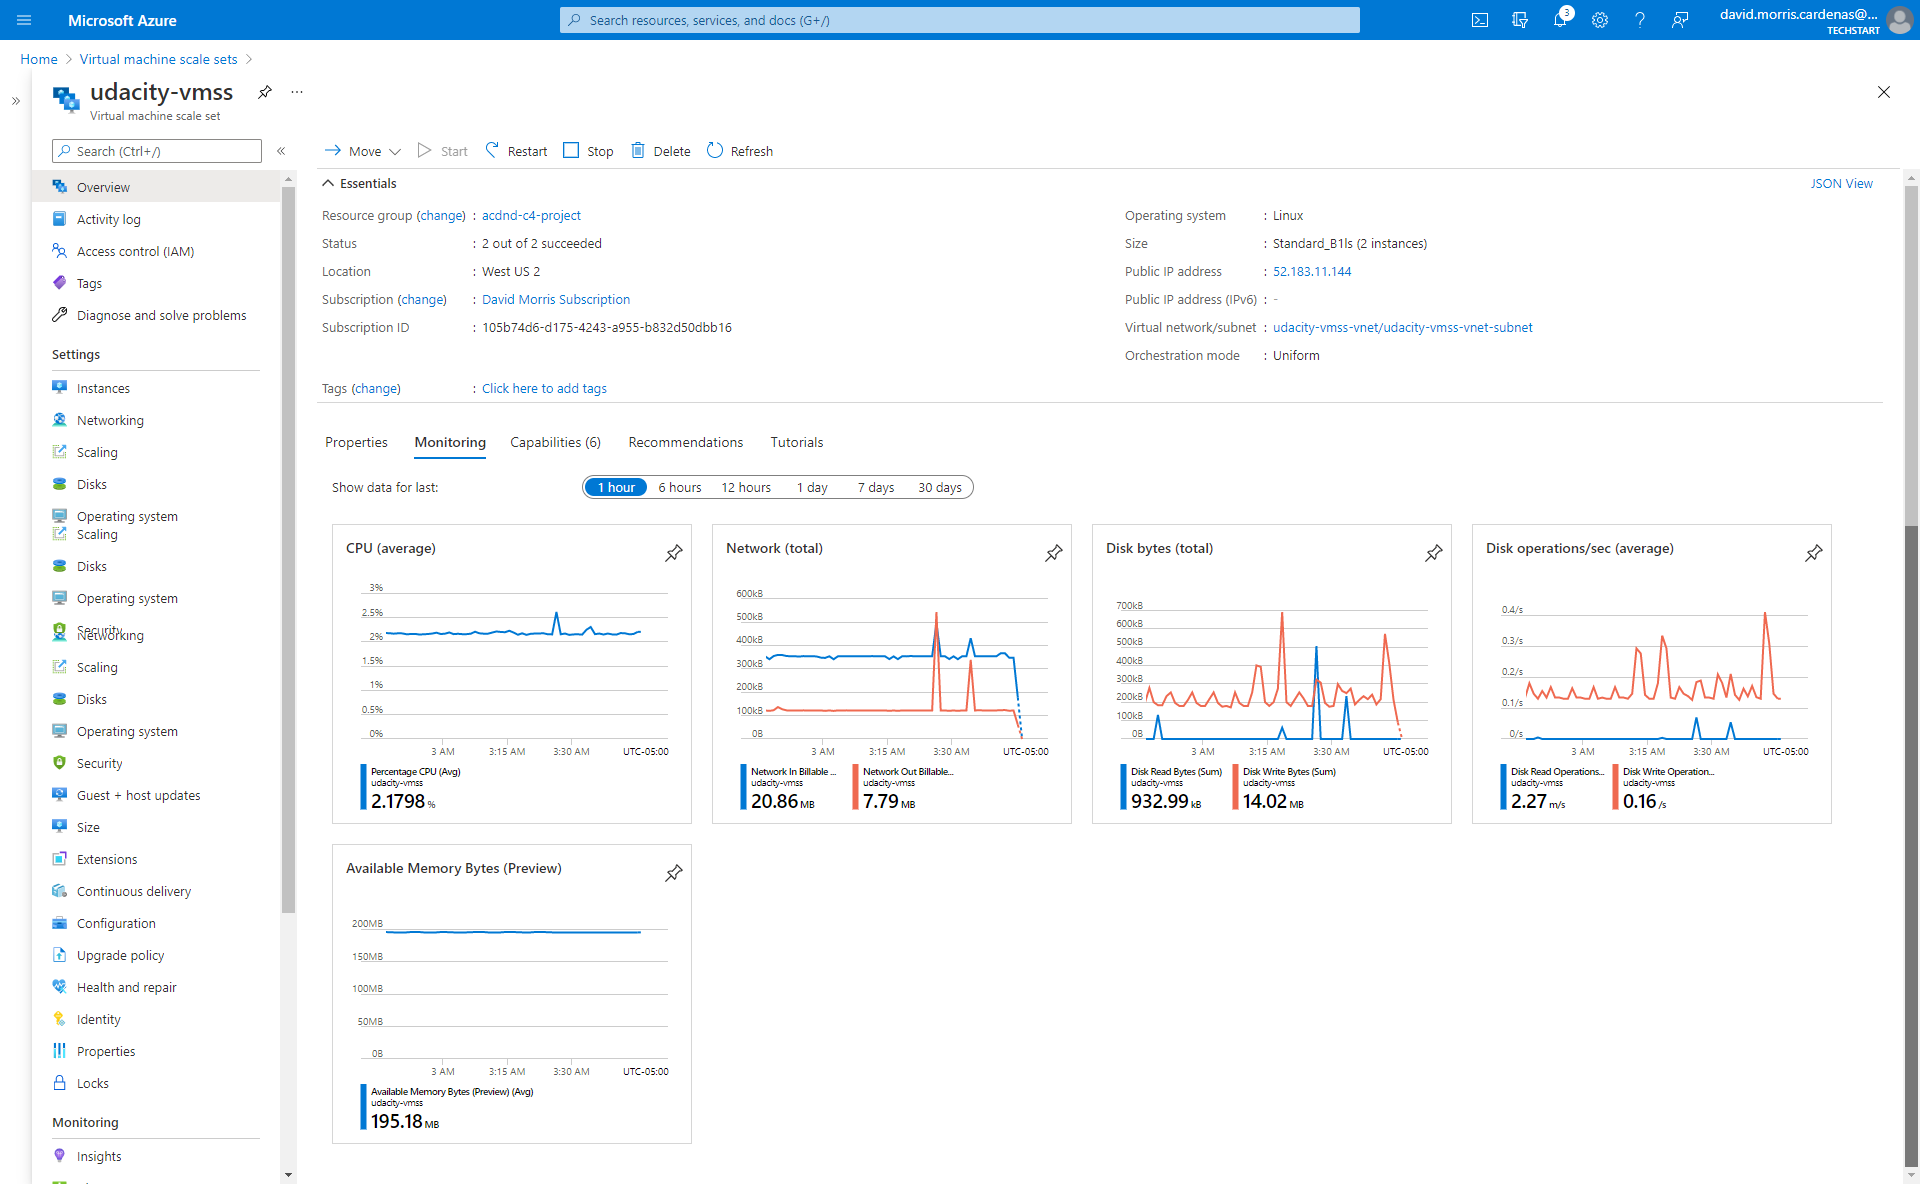 Microsoft Azure
Search resources, services, and docs (G+/)
3
david.morris.cardenas@...
TECHSTART
Home > Virtual machine scale sets >
udacity-vmss
Virtual machine scale set
Search (Ctrl+/)
Overview
Activity log
Access control (IAM)
Tags
Diagnose and solve problems
Settings
Instances
Networking
Scaling
Disks
Operating system
Scaling
Disks
Operating system
Security
Networking
Scaling
Disks
Operating system
Security
Guest + host updates
Size
Extensions
Continuous delivery
Configuration
Upgrade policy
Health and repair
Identity
Properties
Locks
Monitoring
Insights
Move
Start
Restart
Stop
Delete
Refresh
Essentials
JSON View
Resource group (change) : acdnd-c4-project
Status : 2 out of 2 succeeded
Location : West US 2
Subscription (change) : David Morris Subscription
Subscription ID : 105b74d6-d175-4243-a955-b832d50dbb16
Operating system : Linux
Size : Standard_B1ls (2 instances)
Public IP address : 52.183.11.144
Public IP address (IPv6) : -
Virtual network/subnet : udacity-vmss-vnet/udacity-vmss-vnet-subnet
Orchestration mode : Uniform
Tags (change) : Click here to add tags
Properties
Monitoring
Capabilities (6)
Recommendations
Tutorials
Show data for last:
1 hour
6 hours
12 hours
1 day
7 days
30 days
CPU (average)
3%
2.5%
2%
1.5%
1%
0.5%
0%
3 AM 3:15 AM 3:30 AM UTC-05:00
Percentage CPU (Avg)
udacity-vmss
2.1798 %
Network (total)
600kB
500kB
400kB
300kB
200kB
100kB
0B
3 AM 3:15 AM 3:30 AM UTC-05:00
Network In Billable ...
udacity-vmss
20.86 MB
Network Out Billable...
udacity-vmss
7.79 MB
Disk bytes (total)
700kB
600kB
500kB
400kB
300kB
200kB
100kB
0B
3 AM 3:15 AM 3:30 AM UTC-05:00
Disk Read Bytes (Sum)
udacity-vmss
932.99 kB
Disk Write Bytes (Sum)
udacity-vmss
14.02 MB
Disk operations/sec (average)
0.4/s
0.3/s
0.2/s
0.1/s
0/s
3 AM 3:15 AM 3:30 AM UTC-05:00
Disk Read Operations...
udacity-vmss
2.27 m/s
Disk Write Operation...
udacity-vmss
0.16 /s
Available Memory Bytes (Preview)
200MB
150MB
100MB
50MB
0B
3 AM 3:15 AM 3:30 AM UTC-05:00
Available Memory Bytes (Preview) (Avg)
udacity-vmss
195.18 MB